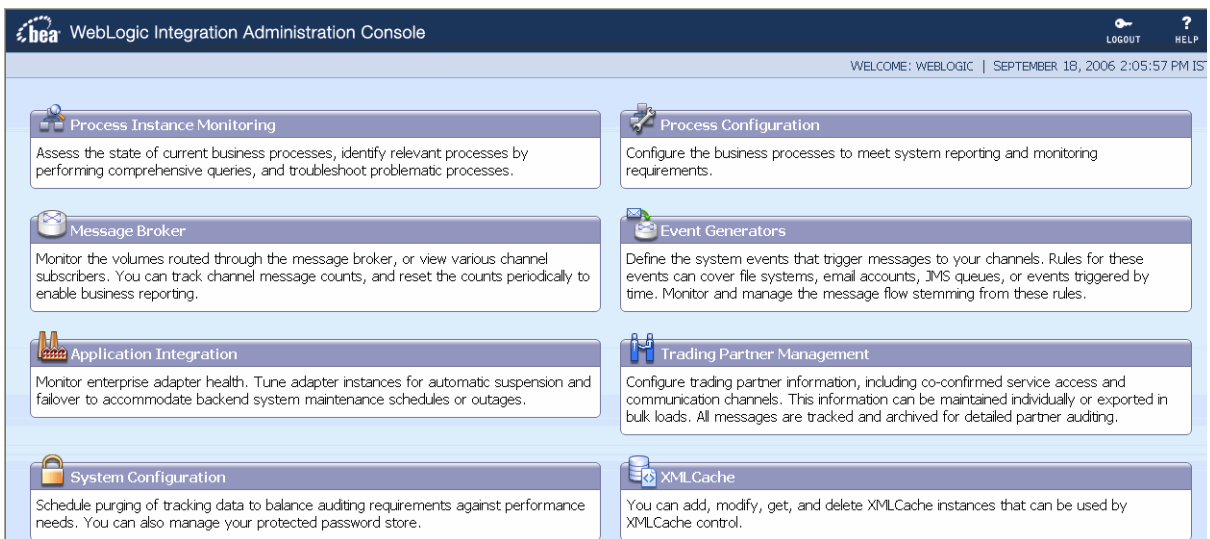 bea WebLogic Integration Administration Console
LOGOUT
?
HELP
WELCOME: WEBLOGIC | SEPTEMBER 18, 2006 2:05:57 PM IS
Process Instance Monitoring
Assess the state of current business processes, identify relevant processes by
performing comprehensive queries, and troubleshoot problematic processes.
Process Configuration
Configure the business processes to meet system reporting and monitoring
requirements.
Message Broker
Monitor the volumes routed through the message broker, or view various channel
subscribers. You can track channel message counts, and reset the counts periodically to
enable business reporting.
Event Generators
Define the system events that trigger messages to your channels. Rules for these
events can cover file systems, email accounts, JMS queues, or events triggered by
time. Monitor and manage the message flow stemming from these rules.
Application Integration
Monitor enterprise adapter health. Tune adapter instances for automatic suspension and
failover to accommodate backend system maintenance schedules or outages.
Trading Partner Management
Configure trading partner information, including co-confirmed service access and
communication channels. This information can be maintained individually or exported in
bulk loads. All messages are tracked and archived for detailed partner auditing.
System Configuration
Schedule purging of tracking data to balance auditing requirements against performance
needs. You can also manage your protected password store.
XMLCache
You can add, modify, get, and delete XMLCache instances that can be used by
XMLCache control.